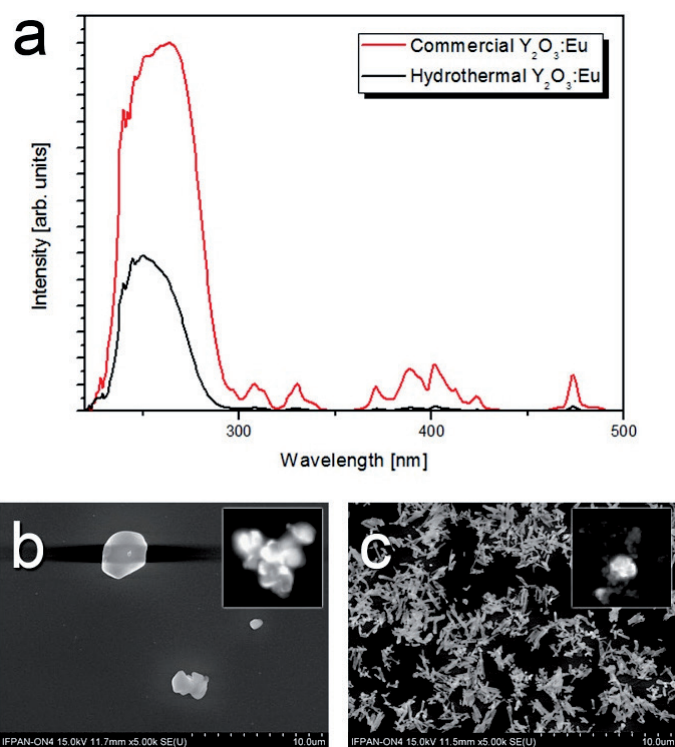 a
Commercial Y₂O₃:Eu
Hydrothermal Y₂O₃:Eu
Intensity [arb. units]
300
400
500
Wavelength [nm]
b
c
IFPAN-ON4 15.0kV 11.7mm x5.00k SE(U)
10.0um
IFPAN-ON4 15.0kV 11.5mm x5.00k SE(U)
10.0um